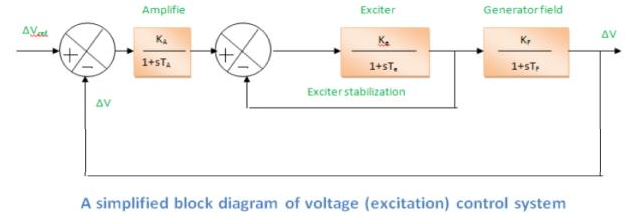 Amplifie
Exciter
Generator field
ΔVref
+
−
KA
1+sTA
+
−
Ke
1+sTe
KF
1+sTF
ΔV
Exciter stabilization
ΔV
A simplified block diagram of voltage (excitation) control system